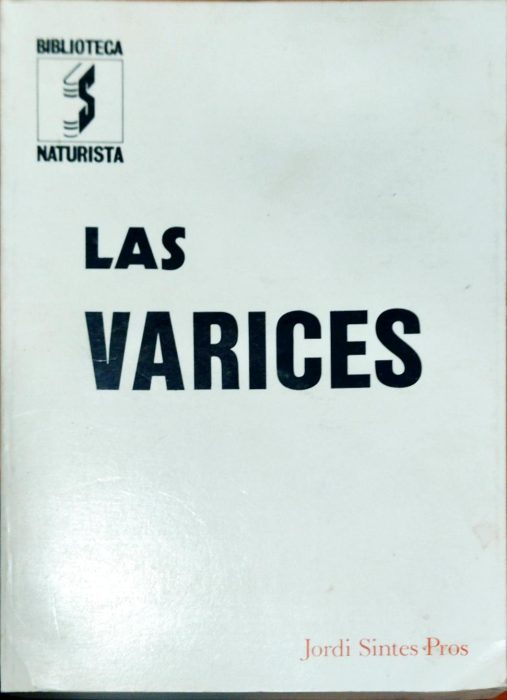 BIBLIOTECA
S
NATURISTA
LAS
VARICES
Jordi Sintes Pros